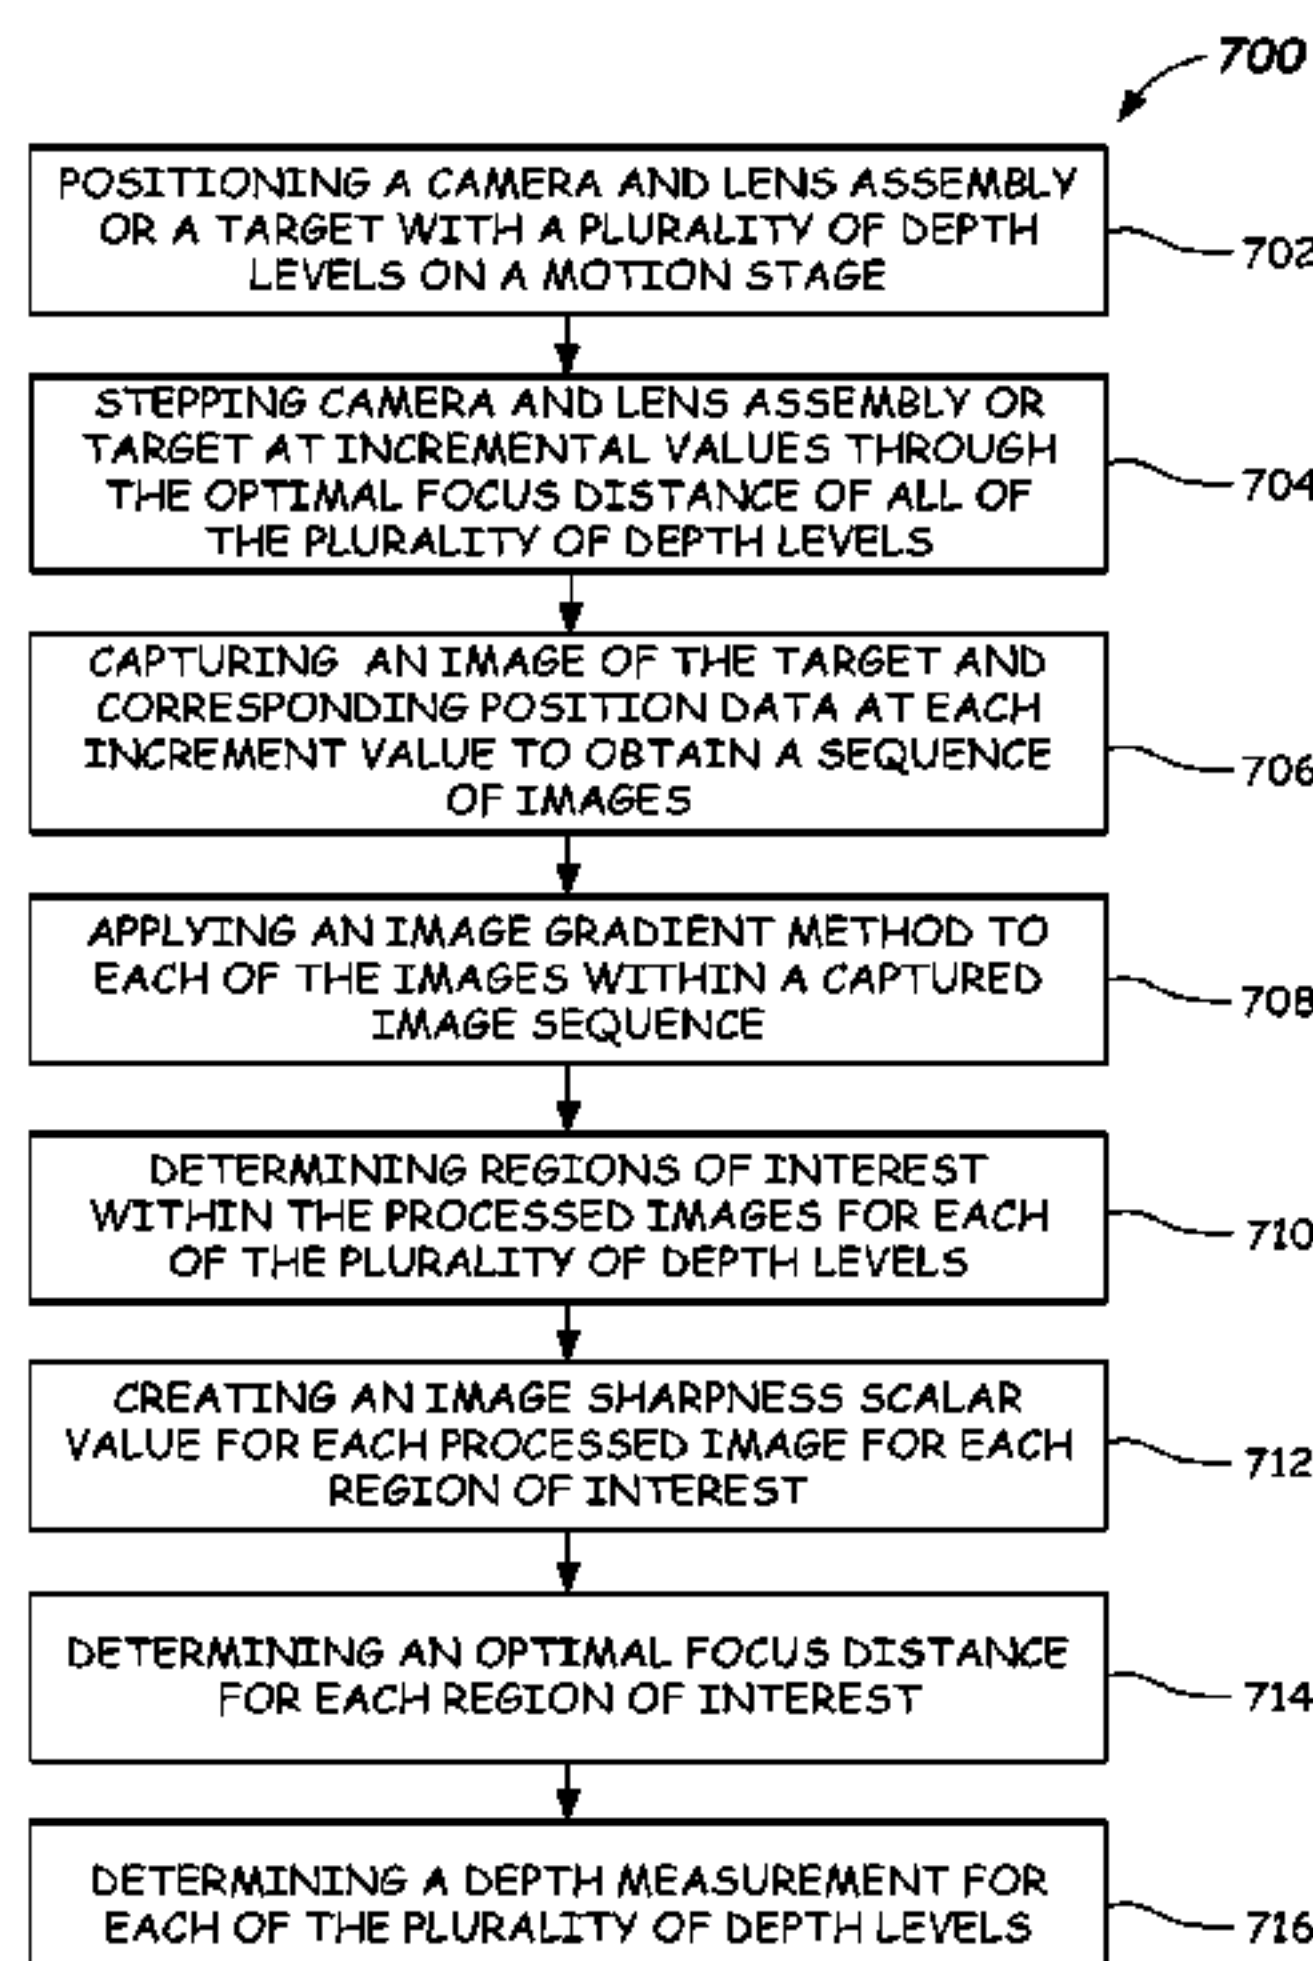 700
POSITIONING A CAMERA AND LENS ASSEMBLY
OR A TARGET WITH A PLURALITY OF DEPTH
LEVELS ON A MOTION STAGE
702
STEPPING CAMERA AND LENS ASSEMBLY OR
TARGET AT INCREMENTAL VALUES THROUGH
THE OPTIMAL FOCUS DISTANCE OF ALL OF
THE PLURALITY OF DEPTH LEVELS
704
CAPTURING AN IMAGE OF THE TARGET AND
CORRESPONDING POSITION DATA AT EACH
INCREMENT VALUE TO OBTAIN A SEQUENCE
OF IMAGES
706
APPLYING AN IMAGE GRADIENT METHOD TO
EACH OF THE IMAGES WITHIN A CAPTURED
IMAGE SEQUENCE
708
DETERMINING REGIONS OF INTEREST
WITHIN THE PROCESSED IMAGES FOR EACH
OF THE PLURALITY OF DEPTH LEVELS
710
CREATING AN IMAGE SHARPNESS SCALAR
VALUE FOR EACH PROCESSED IMAGE FOR EACH
REGION OF INTEREST
712
DETERMINING AN OPTIMAL FOCUS DISTANCE
FOR EACH REGION OF INTEREST
714
DETERMINING A DEPTH MEASUREMENT FOR
EACH OF THE PLURALITY OF DEPTH LEVELS
716